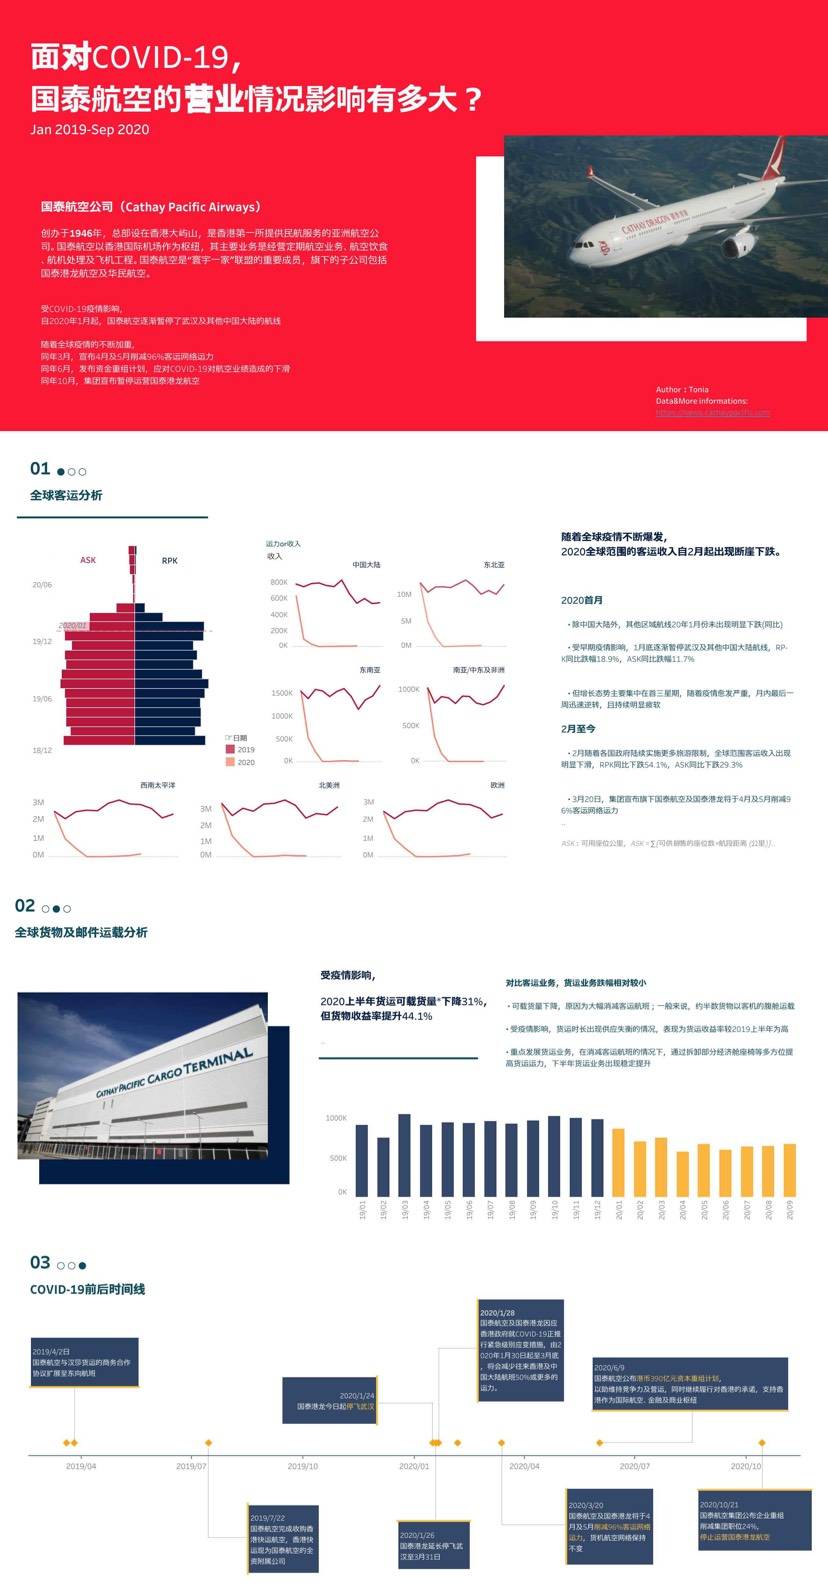 面对COVID-19，
国泰航空的营业情况影响有多大？
Jan 2019-Sep 2020
国泰航空公司（Cathay Pacific Airways）
创办于1946年，总部设在香港大屿山，是香港第一所提供民航服务的亚洲航空公
司。国泰航空以香港国际机场作为枢纽，其主要业务是经营定期航空业务、航空饮食
、航机处理及飞机工程。国泰航空是“寰宇一家”联盟的重要成员，旗下的子公司包括
国泰港龙航空及华民航空。
受COVID-19疫情影响，
自2020年1月起，国泰航空逐渐暂停了武汉及其他中国大陆的航线
随着全球疫情的不断加重，
同年3月，宣布4月及5月削减96%客运网络运力
同年6月，发布资金重组计划，应对COVID-19对航空业绩造成的下滑
同年10月，集团宣布暂停运营国泰港龙航空
CATHAY DRAGON
Author：Tonia
Data&More informations:
https://news.cathaypacific.com
01
全球客运分析
ASK
RPK
20/06
2020/01
19/12
19/06
18/12
运力or收入
收入
中国大陆
800K
600K
400K
200K
0K
东北亚
10M
5M
0M
东南亚
1500K
1000K
500K
0K
南亚/中东及非洲
1000K
500K
0K
日期
2019
2020
西南太平洋
3M
2M
1M
0M
北美洲
3M
2M
1M
0M
欧洲
3M
2M
1M
0M
随着全球疫情不断爆发，
2020全球范围的客运收入自2月起出现断崖下跌。
2020首月
• 除中国大陆外，其他区域航线20年1月份未出现明显下跌(同比)
• 受早期疫情影响，1月底逐渐暂停武汉及其他中国大陆航线，RP-
K同比跌幅18.9%，ASK同比跌幅11.7%
• 但增长态势主要集中在首三星期，随着疫情愈发严重，月内最后一
周迅速逆转，且持续明显疲软
2月至今
• 2月随着各国政府陆续实施更多旅游限制，全球范围客运收入出现
明显下滑，RPK同比下跌54.1%，ASK同比下跌29.3%
• 3月20日，集团宣布旗下国泰航空及国泰港龙将于4月及5月削减9
6%客运网络运力
..
ASK：可用座位公里，ASK=∑{可供销售的座位数×航段距离 (公里)}..
02
全球货物及邮件运载分析
CATHAY PACIFIC CARGO TERMINAL
受疫情影响，
2020上半年货运可载货量*下降31%，
但货物收益率提升44.1%
..
对比客运业务，货运业务跌幅相对较小
• 可载货量下降，原因为大幅消减客运航班；一般来说，约半数货物以客机的腹舱运载
• 受疫情影响，货运时长出现供应失衡的情况，表现为货运收益率较2019上半年为高
• 重点发展货运业务，在消减客运航班的情况下，通过拆卸部分经济舱座椅等多方位提
高货运运力，下半年货运业务出现稳定提升
1000K
500K
0K
19/01 19/02 19/03 19/04 19/05 19/06 19/07 19/08 19/09 19/10 19/11 19/12 20/01 20/02 20/03 20/04 20/05 20/06 20/07 20/08 20/09
03
COVID-19前后时间线
2019/4/2日
国泰航空与汉莎货运的商务合作
协议扩展至东向航班
2020/1/24
国泰港龙今日起停飞武汉
2020/1/28
国泰航空及国泰港龙因应
香港政府就COVID-19正推
行紧急级别应变措施，由2
020年1月30日起至3月底
，将会减少往来香港及中
国大陆航班50%或更多的
运力。
2020/6/9
国泰航空公布港币390亿元资本重组计划，
以助维持竞争力及营运，同时继续履行对香港的承诺，支持香
港作为国际航空、金融及商业枢纽
2019/04
2019/07
2019/10
2020/01
2020/04
2020/07
2020/10
2019/7/22
国泰航空完成收购香
港快运航空，香港快
运现为国泰航空的全
资附属公司
2020/1/26
国泰港龙延长停飞武
汉至3月31日
2020/3/20
国泰航空及国泰港龙将于4
月及5月削减96%客运网络
运力，货机航空网络保持
不变
2020/10/21
国泰航空集团公布企业重组
削减集团职位24%，
停止运营国泰港龙航空